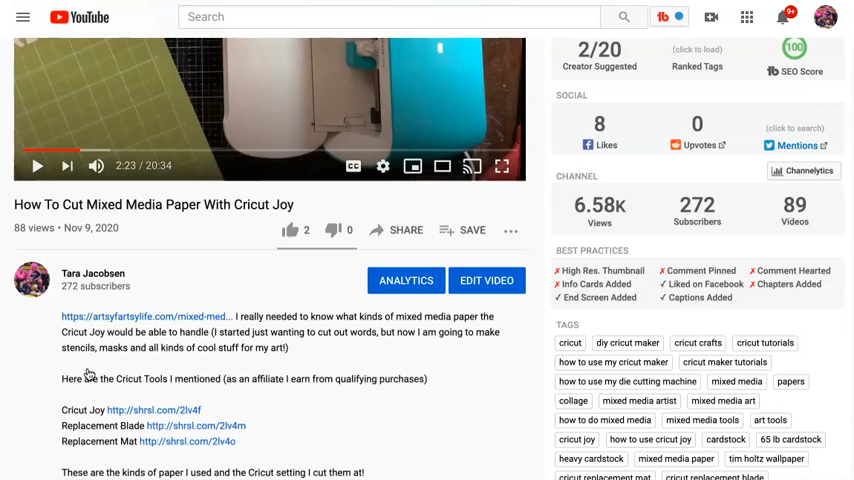 YouTube
Search
tb
9+
2/20
Creator Suggested
(click to load)
Ranked Tags
100
tb SEO Score
SOCIAL
8
Likes
0
Upvotes
(click to search)
Mentions
Channelytics
CHANNEL
6.58K
Views
272
Subscribers
89
Videos
2:23 / 20:34
CC
How To Cut Mixed Media Paper With Cricut Joy
88 views • Nov 9, 2020
2
0
SHARE
SAVE
BEST PRACTICES
✗ High Res. Thumbnail
✗ Comment Pinned
✗ Comment Hearted
✗ Info Cards Added
✓ Liked on Facebook
✗ Chapters Added
✓ End Screen Added
✓ Captions Added
Tara Jacobsen
272 subscribers
ANALYTICS
EDIT VIDEO
https://artsyfartsylife.com/mixed-med... I really needed to know what kinds of mixed media paper the
Cricut Joy would be able to handle (I started just wanting to cut out words, but now I am going to make
stencils, masks and all kinds of cool stuff for my art!)
Here are the Cricut Tools I mentioned (as an affiliate I earn from qualifying purchases)
Cricut Joy http://shrsl.com/2lv4f
Replacement Blade http://shrsl.com/2lv4m
Replacement Mat http://shrsl.com/2lv4o
These are the kinds of paper I used and the Cricut setting I cut them at!
TAGS
cricut
diy cricut maker
cricut crafts
cricut tutorials
how to use my cricut maker
cricut maker tutorials
how to use my die cutting machine
mixed media
papers
collage
mixed media artist
mixed media art
how to do mixed media
mixed media tools
art tools
cricut joy
how to use cricut joy
cardstock
65 lb cardstock
heavy cardstock
mixed media paper
tim holtz wallpaper
cricut replacement mat
cricut replacement blade